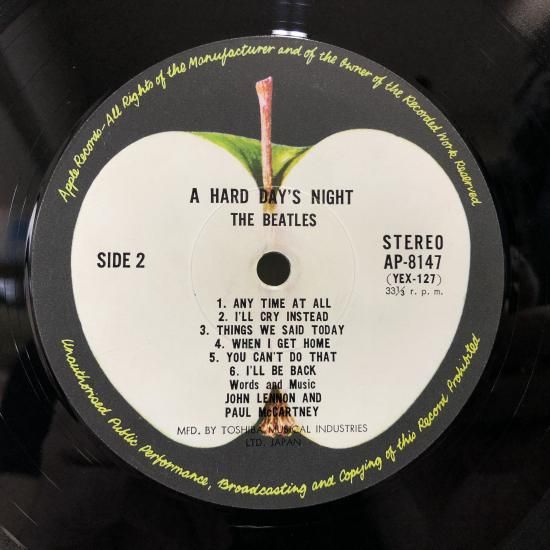 Apple Records-All Rights of the Manufacturer and of the Owner of the Recorded Work Reserved
A HARD DAY'S NIGHT
THE BEATLES
SIDE 2
STEREO
AP-8147
(YEX-127)
33⅓ r. p. m.
1. ANY TIME AT ALL
2. I'LL CRY INSTEAD
3. THINGS WE SAID TODAY
4. WHEN I GET HOME
5. YOU CAN'T DO THAT
6. I'LL BE BACK
Words and Music
JOHN LENNON AND
PAUL McCARTNEY
MFD. BY TOSHIBA MUSICAL INDUSTRIES
LTD. JAPAN
Unauthorised Public Performance, Broadcasting and Copying of this Record Prohibited